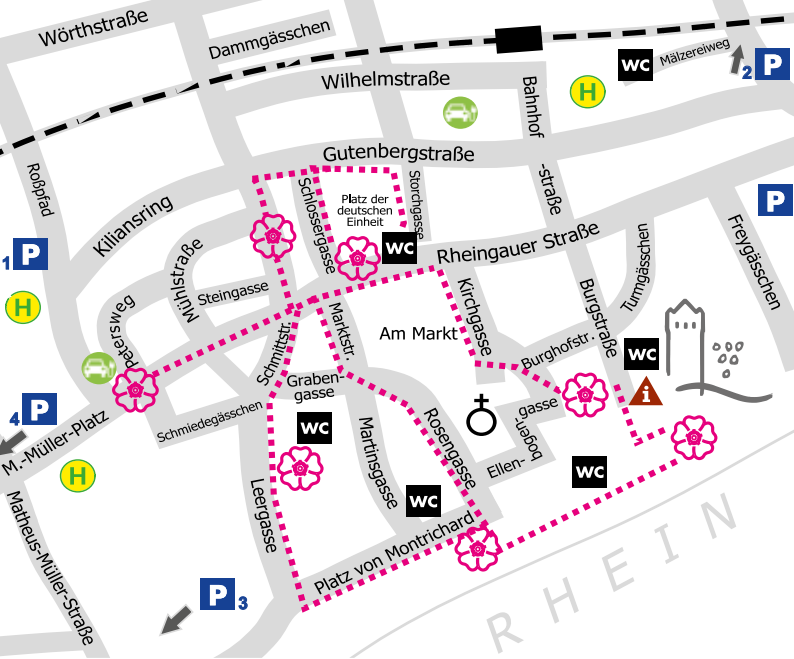 Wörthstraße
Dammgässchen
Wilhelmstraße
WC
Mälzereiweg
2 P
H
Bahnhof
-straße
Gutenbergstraße
Roßpfad
Kiliansring
Schlossergasse
Platz der
deutschen
Einheit
Storchgasse
WC
P
1 P
H
Mühlstraße
Steingasse
Petersweg
Rheingauer Straße
Freygässchen
Turmgässchen
Burgstraße
Kirchgasse
Marktstr.
Am Markt
Schmittstr.
Burghofstr.
WC
i
Graben-
gasse
4 P
M.-Müller-Platz
Schmiedegässchen
WC
Martinsgasse
Rosengasse
Ellen-
bogen
gasse
WC
H
Leergasse
WC
Matheus-Müller-Straße
Platz von Montrichard
P 3
RHEIN